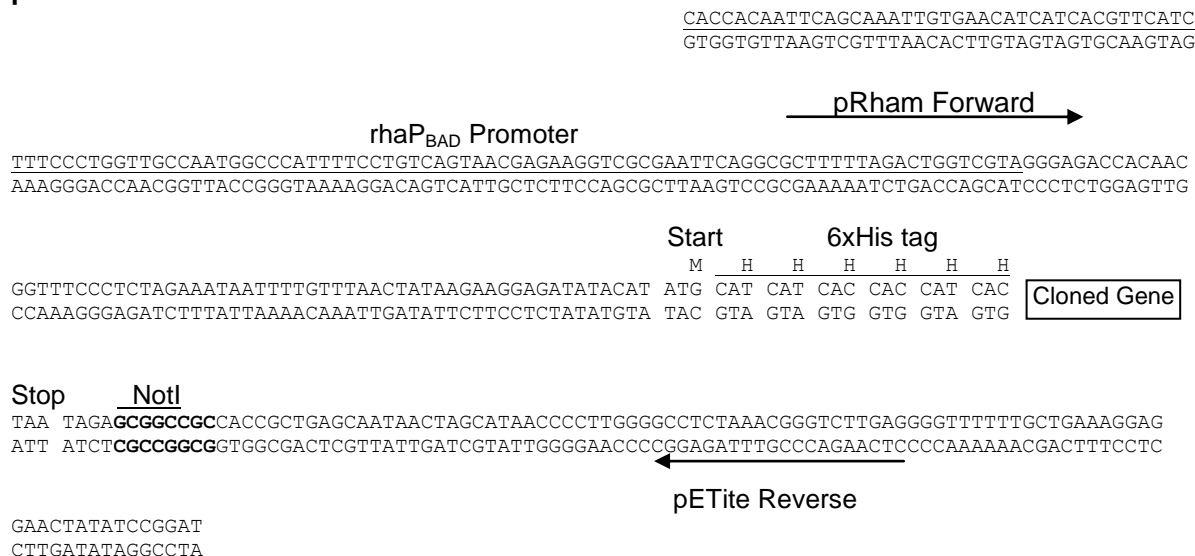 CACCACAATTCAGCAAATTGTGAACATCATCACGTTCATC
GTGGTGTTAAGTCGTTTAACACTTGTAGTAGTGCAAGTAG
pRham Forward
rhaPBAD Promoter
TTTCCCTGGTTGCCAATGGCCCATTTTCCTGTCAGTAACGAGAAGGTCGCGAATTCAGGCGCTTTTTAGACTGGTCGTAGGGAGACCACAAC
AAAGGGACCAACGGTTACCGGGTAAAAGGACAGTCATTGCTCTTCCAGCGCTTAAGTCCGCGAAAAATCTGACCAGCATCCCTCTGGAGTTG
Start 6xHis tag
M H H H H H H
GGTTTCCCTCTAGAAATAATTTTGTTTAACTATAAGAAGGAGATATACAT ATG CAT CAT CAC CAC CAT CAC
CCAAAGGGAGATCTTTATTAAAACAAATTGATATTCTTCCTCTATATGTA TAC GTA GTA GTG GTG GTA GTG
Cloned Gene
Stop NotI
TAA TAGAGCGGCCGCCACCGCTGAGCAATAACTAGCATAACCCCTTGGGGCCTCTAAACGGGTCTTGAGGGGTTTTTTGCTGAAAGGAG
ATT ATCTCGCCGGCGGTGGCGACTCGTTATTGATCGTATTGGGGAACCCCGGAGATTTGCCCAGAACTCCCCAAAAAACGACTTTCCTC
pETite Reverse
GAACTATATCCGGAT
CTTGATATAGGCCTA